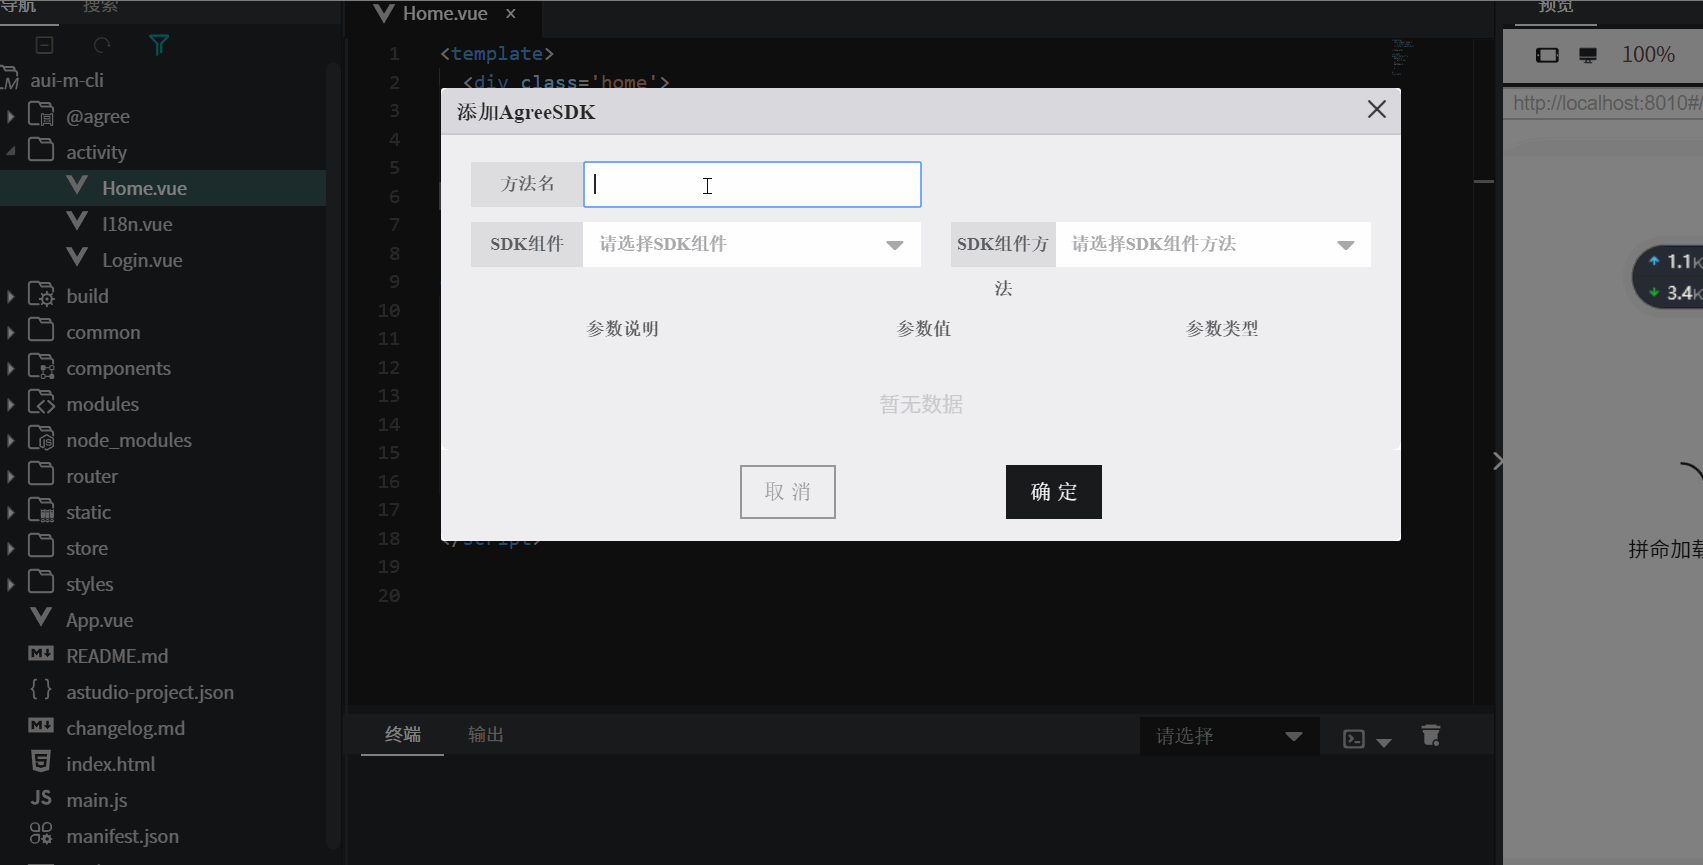 导航
搜索
aui-m-cli
@agree
activity
Home.vue
I18n.vue
Login.vue
build
common
components
modules
node_modules
router
static
store
styles
App.vue
README.md
astudio-project.json
changelog.md
index.html
JS main.js
manifest.json
Home.vue ×
1 <template>
2 <div class='home'>
3
4
5
6
7
8
9
10
11
12
13
14
15
16
17
18 </script>
19
20
添加AgreeSDK
方法名
SDK组件 请选择SDK组件
SDK组件方法 请选择SDK组件方法
参数说明 参数值 参数类型
暂无数据
取 消 确 定
终端 输出 请选择
预览
100%
http://localhost:8010#/
1.1K
3.4K
拼命加载